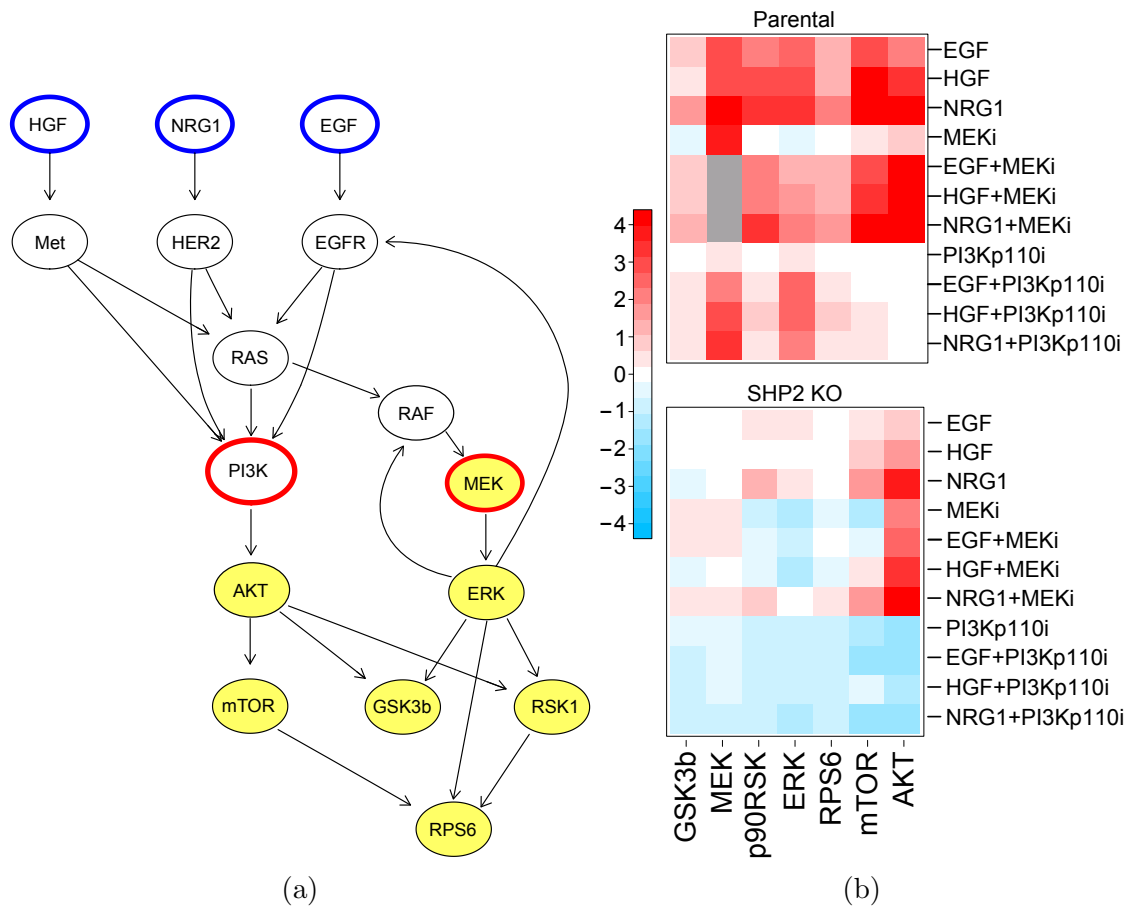 HGF
NRG1
EGF
Met
HER2
EGFR
RAS
RAF
PI3K
MEK
AKT
ERK
mTOR
GSK3b
RSK1
RPS6
(a)
Parental
EGF
HGF
NRG1
MEKi
EGF+MEKi
HGF+MEKi
NRG1+MEKi
PI3Kp110i
EGF+PI3Kp110i
HGF+PI3Kp110i
NRG1+PI3Kp110i
4
3
2
1
0
−1
−2
−3
−4
SHP2 KO
EGF
HGF
NRG1
MEKi
EGF+MEKi
HGF+MEKi
NRG1+MEKi
PI3Kp110i
EGF+PI3Kp110i
HGF+PI3Kp110i
NRG1+PI3Kp110i
GSK3b
MEK
p90RSK
ERK
RPS6
mTOR
AKT
(b)